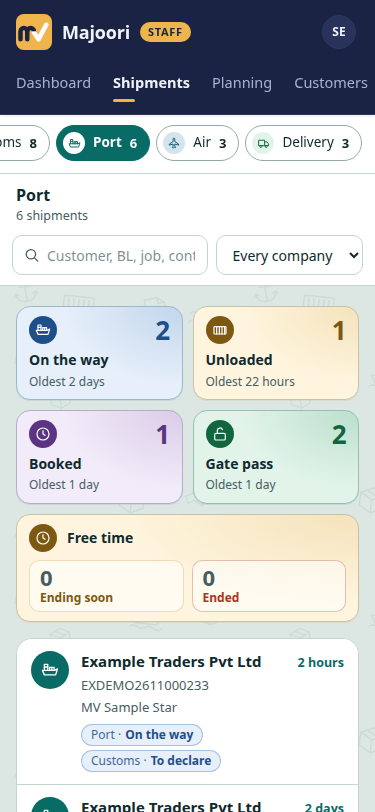 Majoori STAFF SE
Dashboard Shipments Planning Customers
oms 8 Port 6 Air 3 Delivery 3
Port
6 shipments
Customer, BL, job, cont Every company
2
On the way
Oldest 2 days
1
Unloaded
Oldest 22 hours
1
Booked
Oldest 1 day
2
Gate pass
Oldest 1 day
Free time
0
Ending soon
0
Ended
Example Traders Pvt Ltd 2 hours
EXDEMO2611000233
MV Sample Star
Port · On the way
Customs · To declare
Example Traders Pvt Ltd 2 days